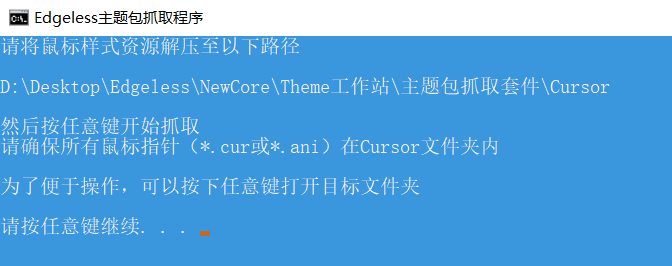 Edgeless主题包抓取程序
请将鼠标样式资源解压至以下路径
D:\Desktop\Edgeless\NewCore\Theme工作站\主题包抓取套件\Cursor
然后按任意键开始抓取
请确保所有鼠标指针（*.cur或*.ani）在Cursor文件夹内
为了便于操作，可以按下任意键打开目标文件夹
请按任意键继续. . .